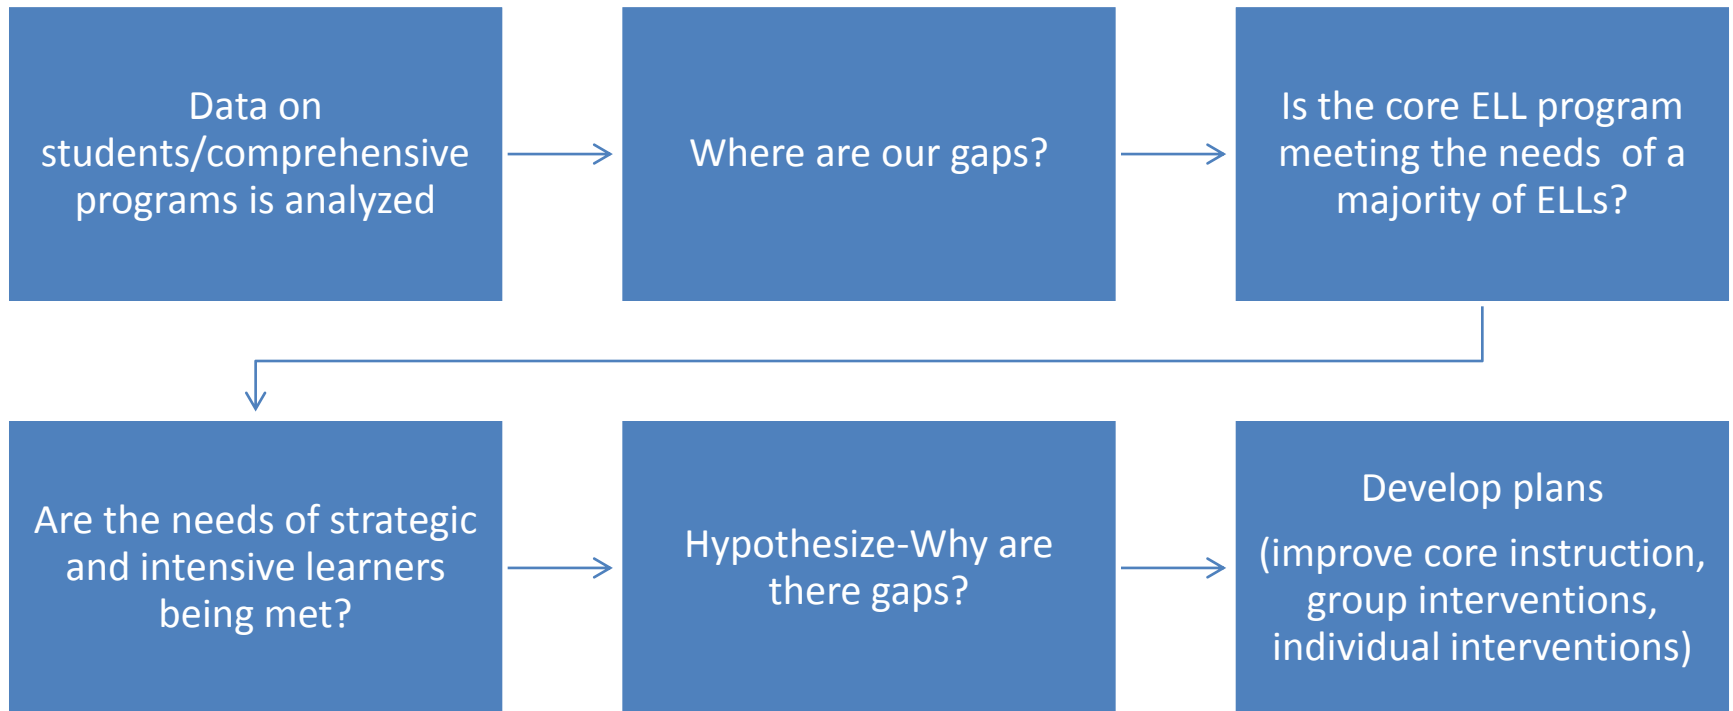 Data on
students/comprehensive
programs is analyzed
Where are our gaps?
Is the core ELL program
meeting the needs  of a
majority of ELLs?
Are the needs of strategic
and intensive learners
being met?
Hypothesize-Why are
there gaps?
Develop plans
(improve core instruction,
group interventions,
individual interventions)